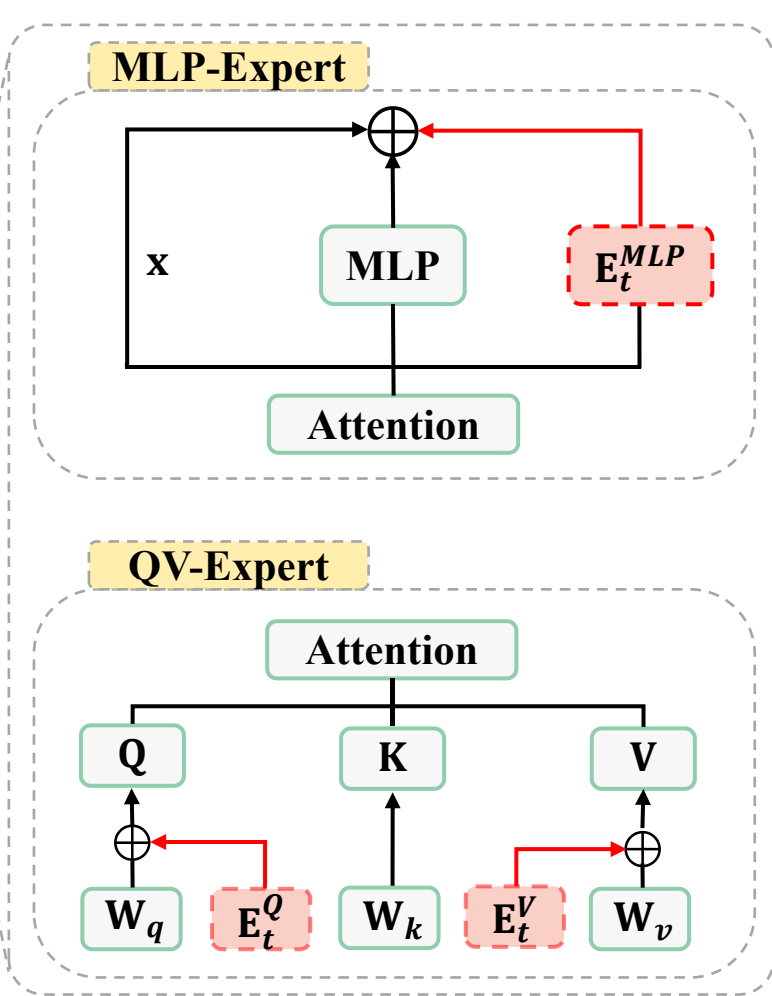 MLP-Expert
x
MLP
E_t^{MLP}
Attention
QV-Expert
Attention
Q
K
V
W_q
E_t^Q
W_k
E_t^V
W_v